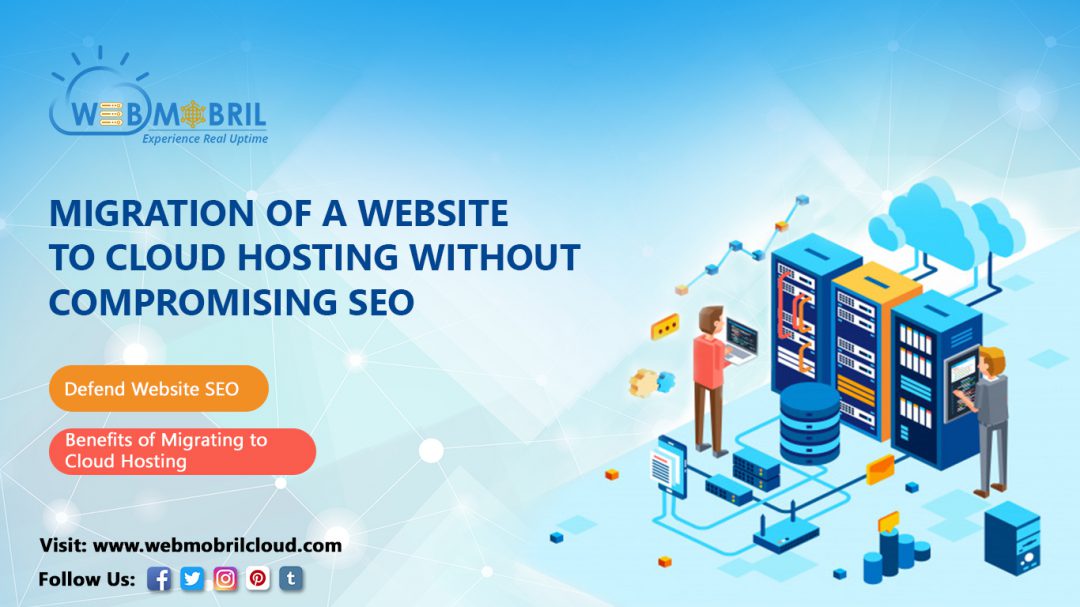 WEBMOBRIL
Experience Real Uptime
MIGRATION OF A WEBSITE
TO CLOUD HOSTING WITHOUT
COMPROMISING SEO
Defend Website SEO
Benefits of Migrating to
Cloud Hosting
Visit: www.webmobrilcloud.com
Follow Us: